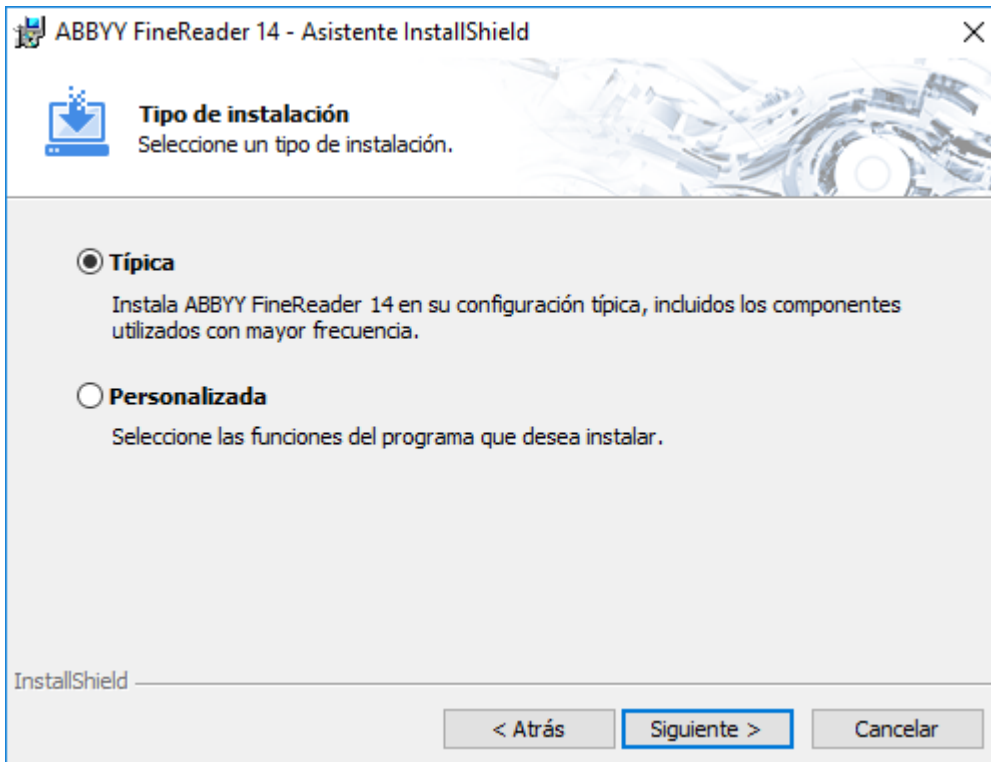 ABBYY FineReader 14 - Asistente InstallShield
Tipo de instalación
Seleccione un tipo de instalación.
Típica
Instala ABBYY FineReader 14 en su configuración típica, incluidos los componentes
utilizados con mayor frecuencia.
Personalizada
Seleccione las funciones del programa que desea instalar.
InstallShield
< Atrás Siguiente > Cancelar